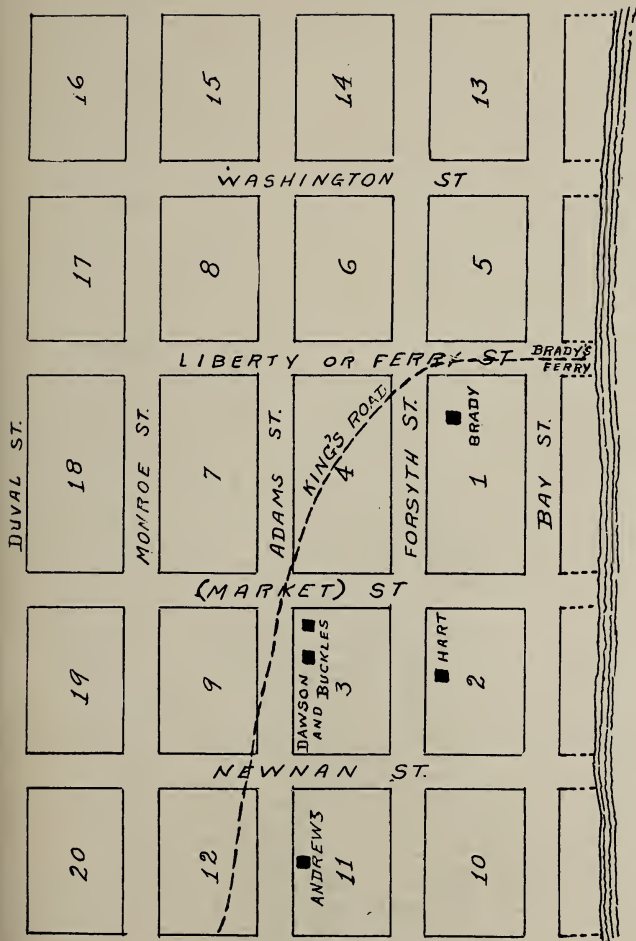 16
15
14
13
WASHINGTON ST
17
8
6
5
LIBERTY OR FERRY ST
BRADY'S
FERRY
DUVAL ST.
18
MONROE ST.
7
ADAMS ST.
KING'S ROAD
4
FORSYTH ST.
1
BRADY
BAY ST.
(MARKET) ST
19
9
DAWSON
AND BUCKLES
3
HART
2
NEWNAN ST.
20
12
ANDREWS
11
10